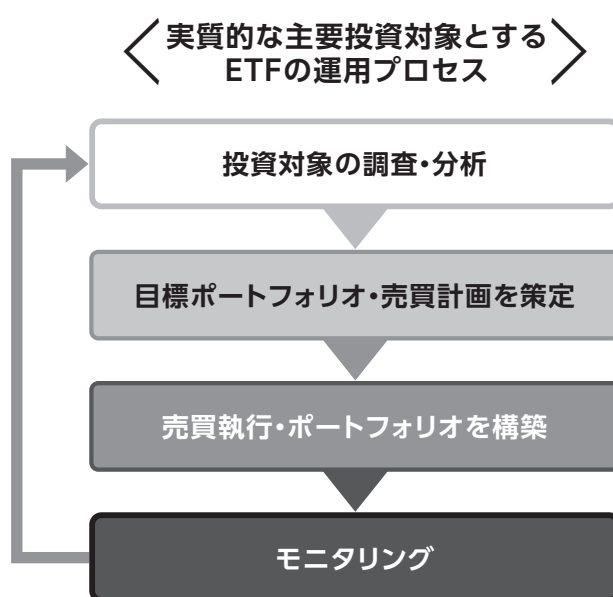 実質的な主要投資対象とする
ETFの運用プロセス
投資対象の調査・分析
目標ポートフォリオ・売買計画を策定
売買執行・ポートフォリオを構築
モニタリング